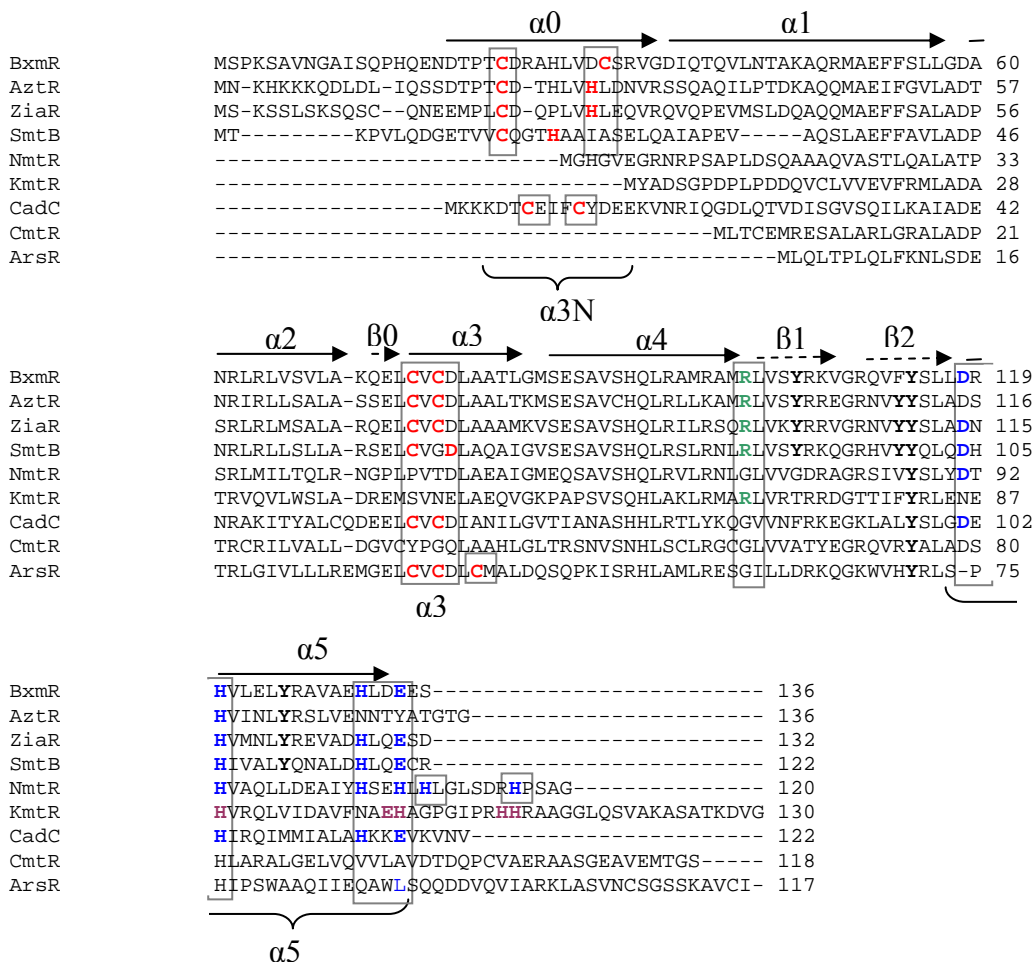 α0 α1
BxmR MSPKSAVNGAISQPHQENDTPTCDRAHLVDCSRVGDIQTQVLNTAKAQRMAEFFSLLGDA 60
AztR MN-KHKKKQDLDL-IQSSDTPTCD-THLVHLDNVRSSQAQILPTDKAQQMAEIFGVLADT 57
ZiaR MS-KSSLSKSQSC--QNEEMPLCD-QPLVHLEQVRQVQPEVMSLDQAQQMAEFFSALADP 56
SmtB MT--------KPVLQDGETVVCQGTHAAIASELQAIAPEV-----AQSLAEFFAVLADP 48
NmtR ---------------------------MGHGVEGRNRPSAPLDSQAAAQVASTLQALATP 33
KmtR --------------------------------MYADSGPDPLPDDQVCLVVEVFRMLADA 28
CadC ------------------MKKKDTCEIFCYDEEKVNRIQGDLQTVDISGVSQILKAIADE 42
CmtR ---------------------------------------MLTCEMRESALARLGRALADP 21
ArsR --------------------------------------------MLQLTPLQLFKNLSDE 16
α3N
α2 β0 α3 α4 β1 β2
BxmR NRLRLVSVLA-KQELCVCDLAATLGMSESAVSHQLRAMRAMRLVSYRKVGRQVFYSLLDR 119
AztR NRIRLLSALA-SSELCVCDLAALTKMSESAVCHQLRLLKAMRLVSYRREGRNVYYSLADS 116
ZiaR SRLRLMSALA-RQELCVCDLAAAMKVSESAVSHQLRILRSQRLVKYRRVGRNVYYSLADN 115
SmtB NRLRLLSLLA-RSELCVGDLAQAIGVSESAVSHQLRSLRNLRLVSYRKQGRHVYYQLQDH 105
NmtR SRLMILTQLR-NGPLPVTDLAEAIGMEQSAVSHQLRVLRNLGLVVGDRAGRSIVYSLYDT 92
KmtR TRVQVLWSLA-DREMSVNELAEQVGKPAPSVSQHLAKLRMARLVRTRRDGTTIFYRLENE 87
CadC NRAKITYALCQDEELCVCDIANILGVTIANASHHLRTLYKQGVVNFRKEGKLALYSLGDE 102
CmtR TRCRILVALL-DGVCYPGQLAAHLGLTRSNVSNHLSCLRGCGLVVATYEGRQVRYALADS 80
ArsR TRLGIVLLLREMGELCVCDLCMALDQSQPKISRHLAMLRESGILLDRKQGKWVHYRLS-P 75
α3
α5
BxmR HVLELYRAVAEHLDEES----------------- 136
AztR HVINLYRSLVENNTYATGTG--------------- 136
ZiaR HVMNLYREVADHLQESD----------------- 132
SmtB HIVALYQNALDHLQECR----------------- 122
NmtR HVAQLLDEAIYHSEHLHLGLSDRHPSAG------ 120
KmtR HVRQLVIDAVFNAEHAGPGIPRHHRAAGGLQSVAKASATKDVG 130
CadC HIRQIMMIALAHKKEVKVNV--------------- 122
CmtR HLARALGELVQVVLAVDTDQPCVAERAASGEAVEMTGS----- 118
ArsR HIPSWAAQIIEQAWLSQQDDVQVIARKLASVNCSGSSKAVCI- 117
α5